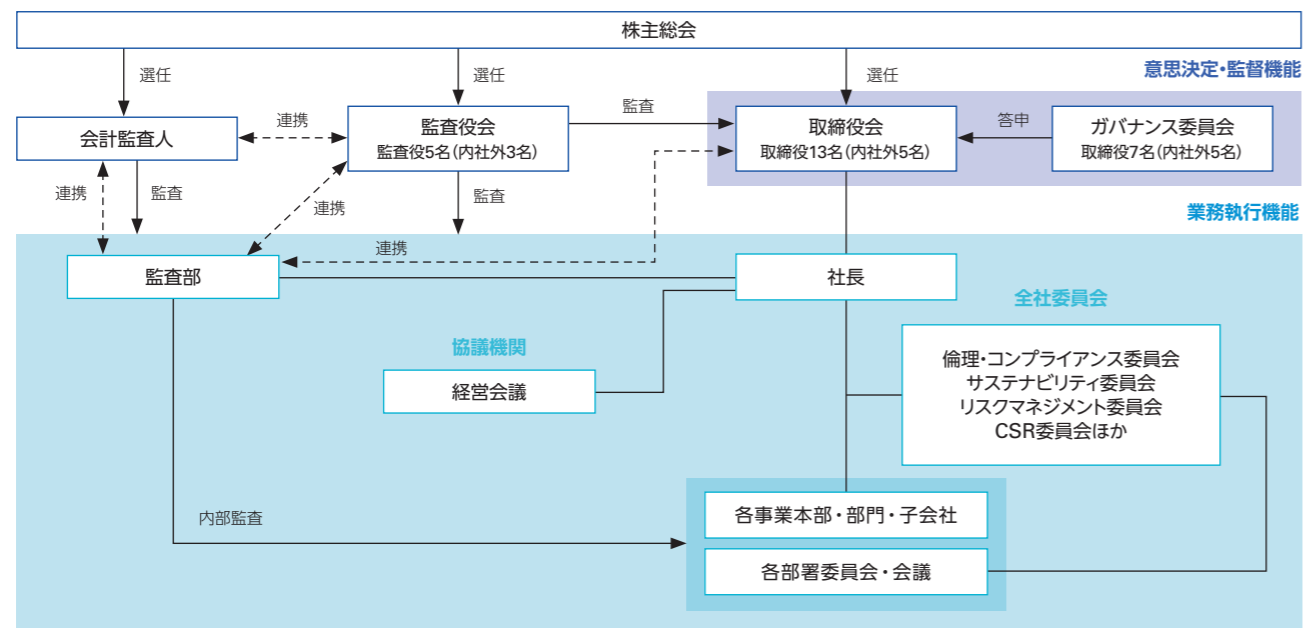 株主総会
選任
選任
選任
意思決定・監督機能
会計監査人
連携
監査役会
監査役5名(内社外3名)
監査
取締役会
取締役13名(内社外5名)
答申
ガバナンス委員会
取締役7名(内社外5名)
連携
監査
連携
監査
業務執行機能
連携
監査部
社長
全社委員会
協議機関
経営会議
倫理・コンプライアンス委員会
サステナビリティ委員会
リスクマネジメント委員会
CSR委員会ほか
内部監査
各事業本部・部門・子会社
各部署委員会・会議